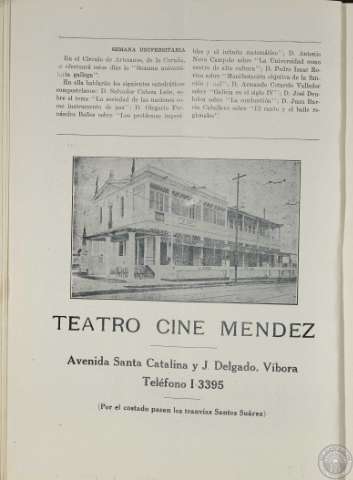 SEMANA UNIVERSITARIA
En el Círculo de Artesanos, de la Coruña,
se efectuará estos días la "Semana universi-
taria gallega".
En ella hablarán los siguientes catedráticos
compostelanos: D. Salvador Cabeza León, so-
bre el tema "La sociedad de las naciones co-
mo instrumento de paz"; D. Olegario Fer-
nández Baños sobre "Los problemas imposi-
bles y el infinito matemático"; D. Antonio
Novo Campelo sobre "La Universidad como
centro de alta cultura"; D. Pedro Isaac Ro-
vira sobre "Manifestación objetiva de la fun-
ción"; D. Armando Cotarelo Valledor
sobre "Galicia en el siglo IV"; D. José Deu-
lofeu sobre "La combustión"; D. Juan Bar-
cia Caballero sobre "El canto y el baile re-
gionales".
TEATRO CINE MENDEZ
Avenida Santa Catalina y J. Delgado, Víbora
Teléfono I 3395
(Por el costado pasan los tranvías Santos Suárez)